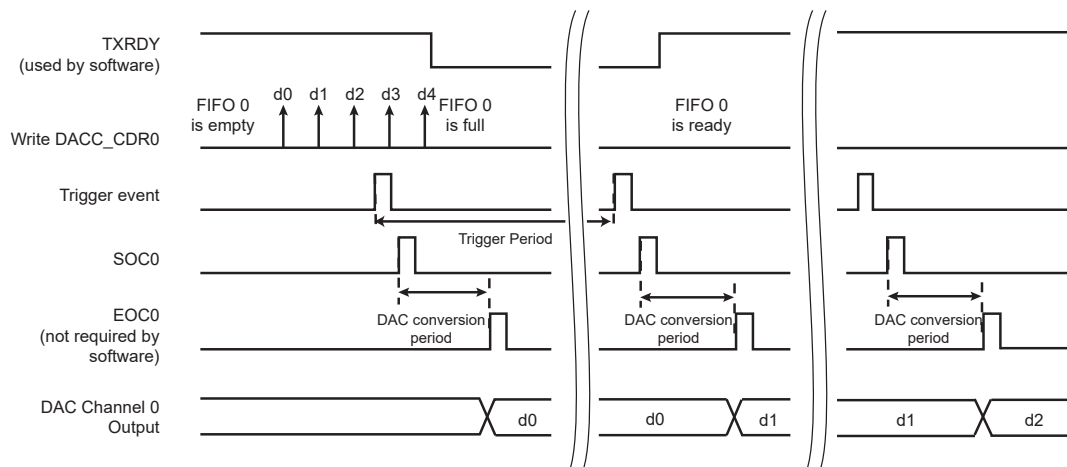 TXRDY
(used by software)
d0 d1 d2 d3 d4
FIFO 0
is empty
FIFO 0
is full
FIFO 0
is ready
Write DACC_CDR0
Trigger event
Trigger Period
SOC0
EOC0
(not required by
software)
DAC conversion
period
DAC conversion
period
DAC conversion
period
DAC Channel 0
Output
d0 d0 d1 d1 d2